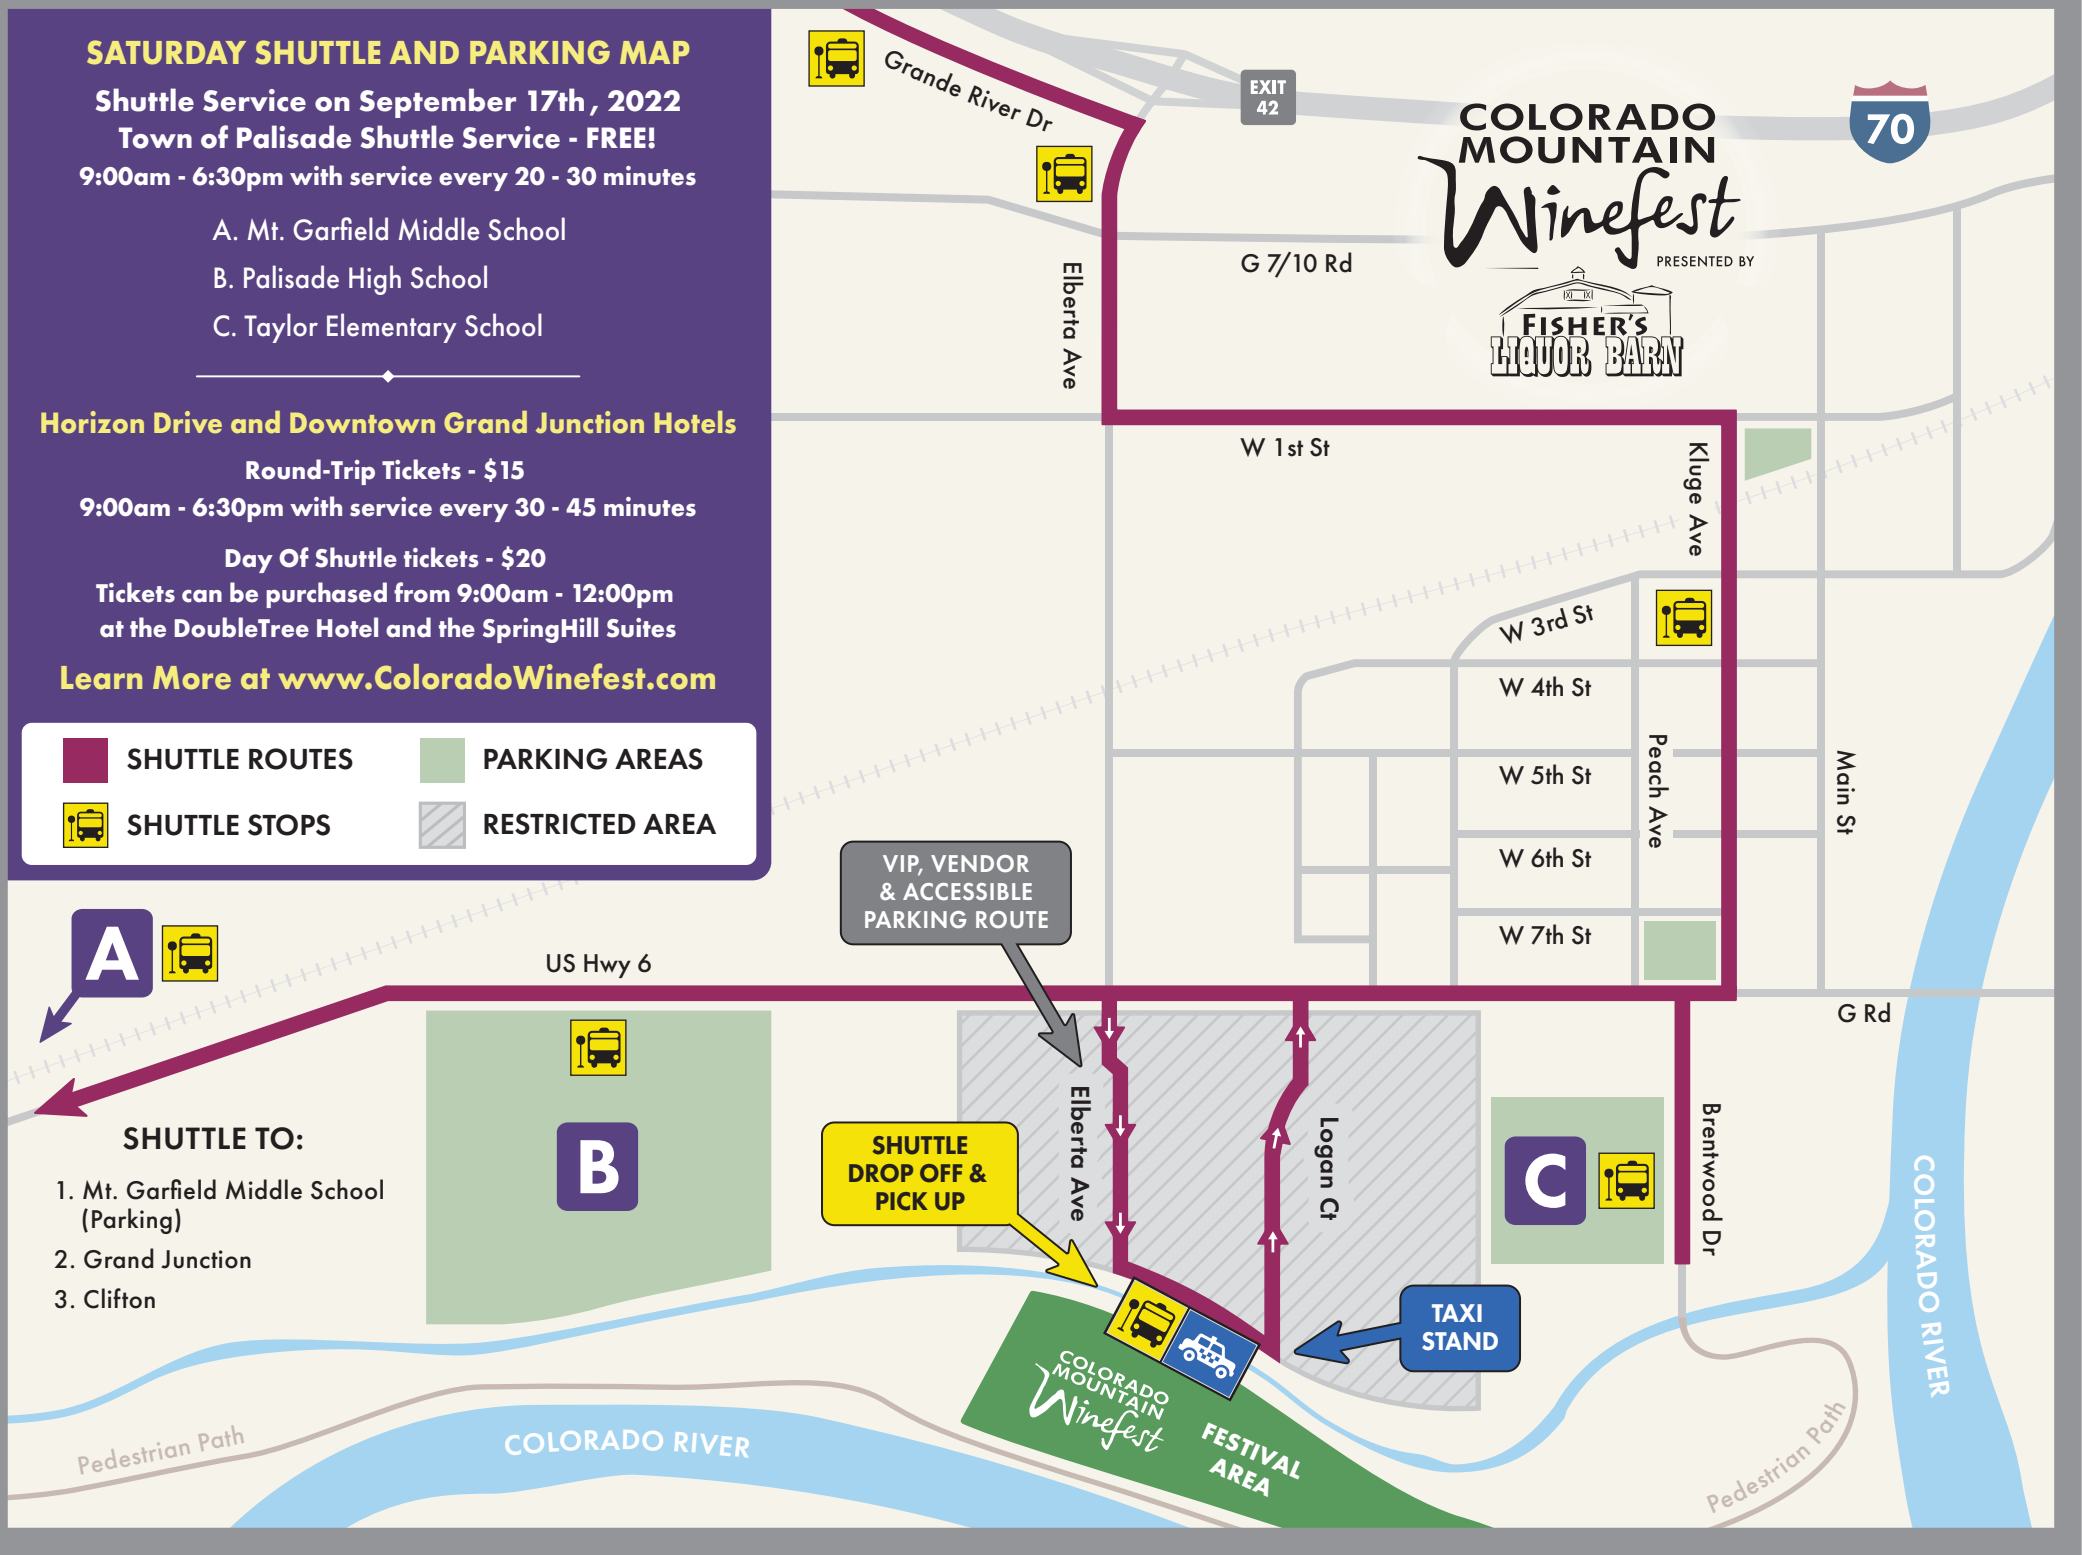 SATURDAY SHUTTLE AND PARKING MAP
Shuttle Service on September 17th, 2022
Town of Palisade Shuttle Service - FREE!
9:00am - 6:30pm with service every 20 - 30 minutes
A. Mt. Garfield Middle School
B. Palisade High School
C. Taylor Elementary School
Horizon Drive and Downtown Grand Junction Hotels
Round-Trip Tickets - $15
9:00am - 6:30pm with service every 30 - 45 minutes
Day Of Shuttle tickets - $20
Tickets can be purchased from 9:00am - 12:00pm
at the DoubleTree Hotel and the SpringHill Suites
Learn More at www.ColoradoWinefest.com
SHUTTLE ROUTES
PARKING AREAS
SHUTTLE STOPS
RESTRICTED AREA
Grande River Dr
EXIT
42
COLORADO
MOUNTAIN
Winefest
PRESENTED BY
FISHER'S
LIQUOR BARN
70
G 7/10 Rd
Elberta Ave
W 1st St
Kluge Ave
W 3rd St
W 4th St
W 5th St
W 6th St
W 7th St
Peach Ave
Main St
VIP, VENDOR
& ACCESSIBLE
PARKING ROUTE
A
US Hwy 6
G Rd
B
SHUTTLE TO:
1. Mt. Garfield Middle School
(Parking)
2. Grand Junction
3. Clifton
SHUTTLE
DROP OFF &
PICK UP
Elberta Ave
Logan Ct
C
Brentwood Dr
COLORADO RIVER
TAXI
STAND
COLORADO
MOUNTAIN
Winefest
FESTIVAL
AREA
Pedestrian Path
COLORADO RIVER
Pedestrian Path